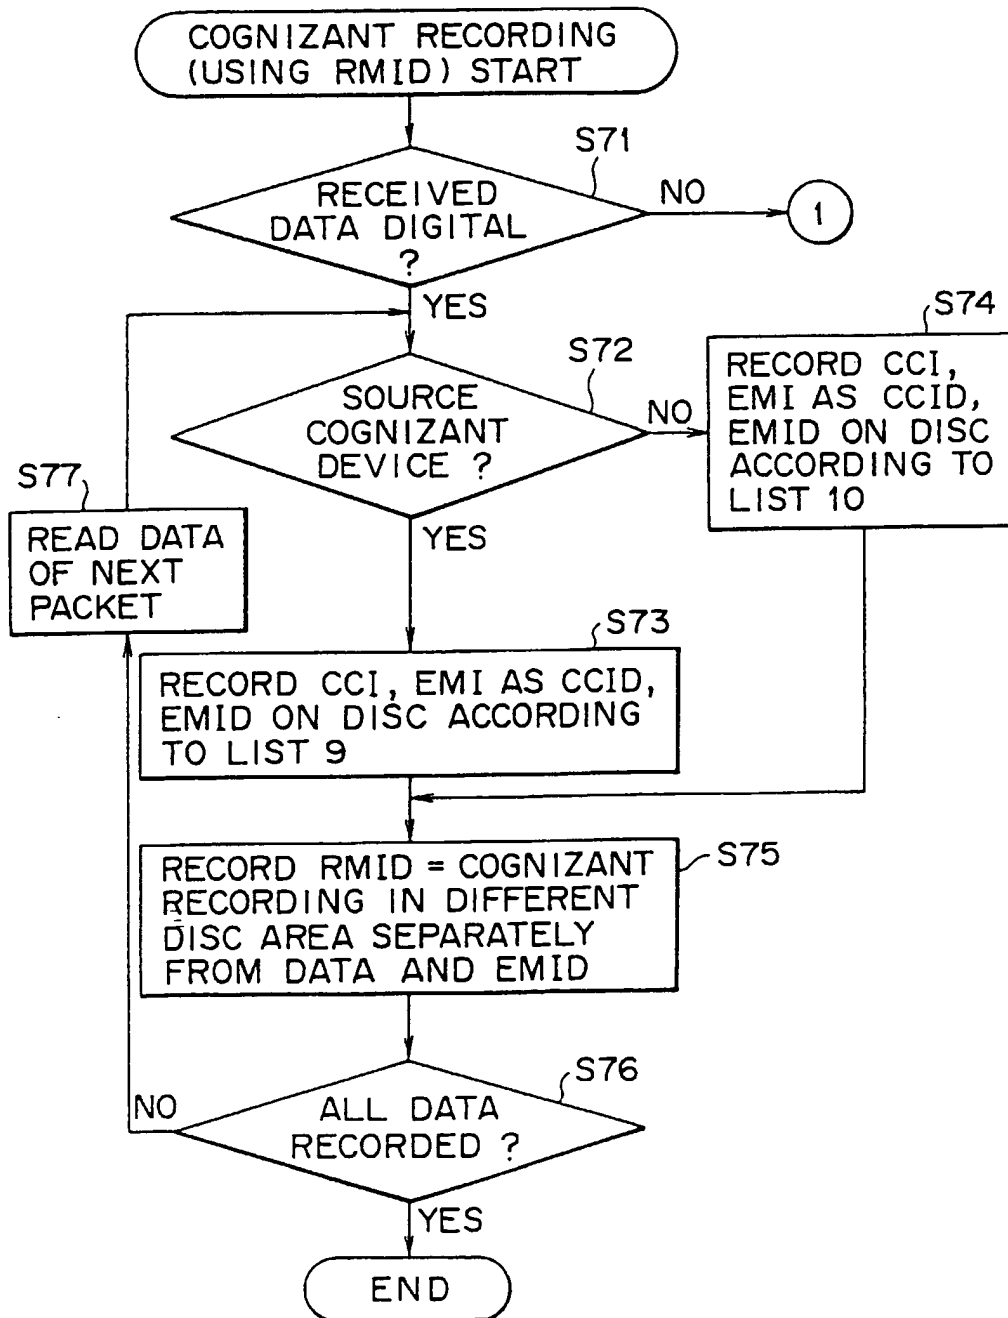 COGNIZANT RECORDING
(USING RMID) START
S71
RECEIVED
DATA DIGITAL
?
NO
1
YES
S72
SOURCE
COGNIZANT
DEVICE ?
NO
S74
RECORD CCI,
EMI AS CCID,
EMID ON DISC
ACCORDING TO
LIST 10
YES
S77
READ DATA
OF NEXT
PACKET
S73
RECORD CCI, EMI AS CCID,
EMID ON DISC ACCORDING
TO LIST 9
S75
RECORD RMID = COGNIZANT
RECORDING IN DIFFERENT
DISC AREA SEPARATELY
FROM DATA AND EMID
S76
ALL DATA
RECORDED ?
NO
YES
END